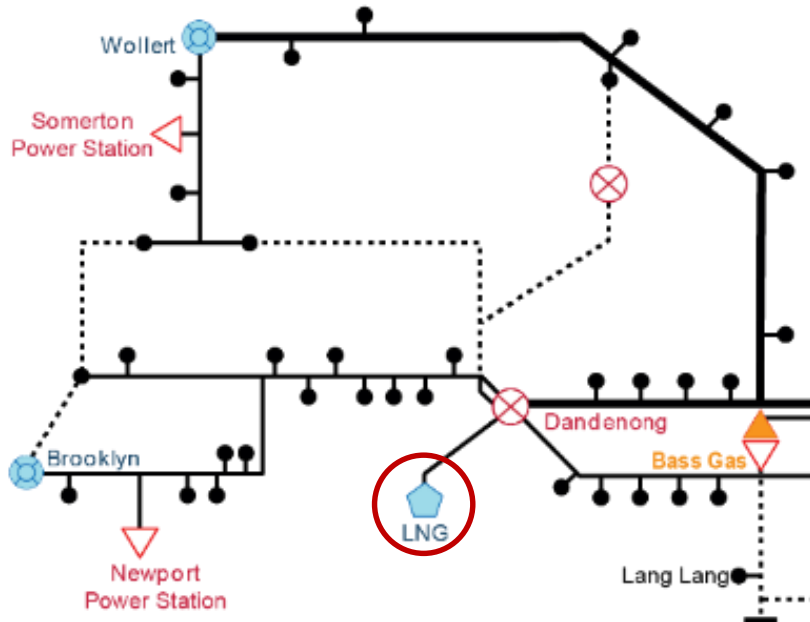 Wollert
Somerton
Power Station
Dandenong
Brooklyn
Bass Gas
LNG
Newport
Power Station
Lang Lang